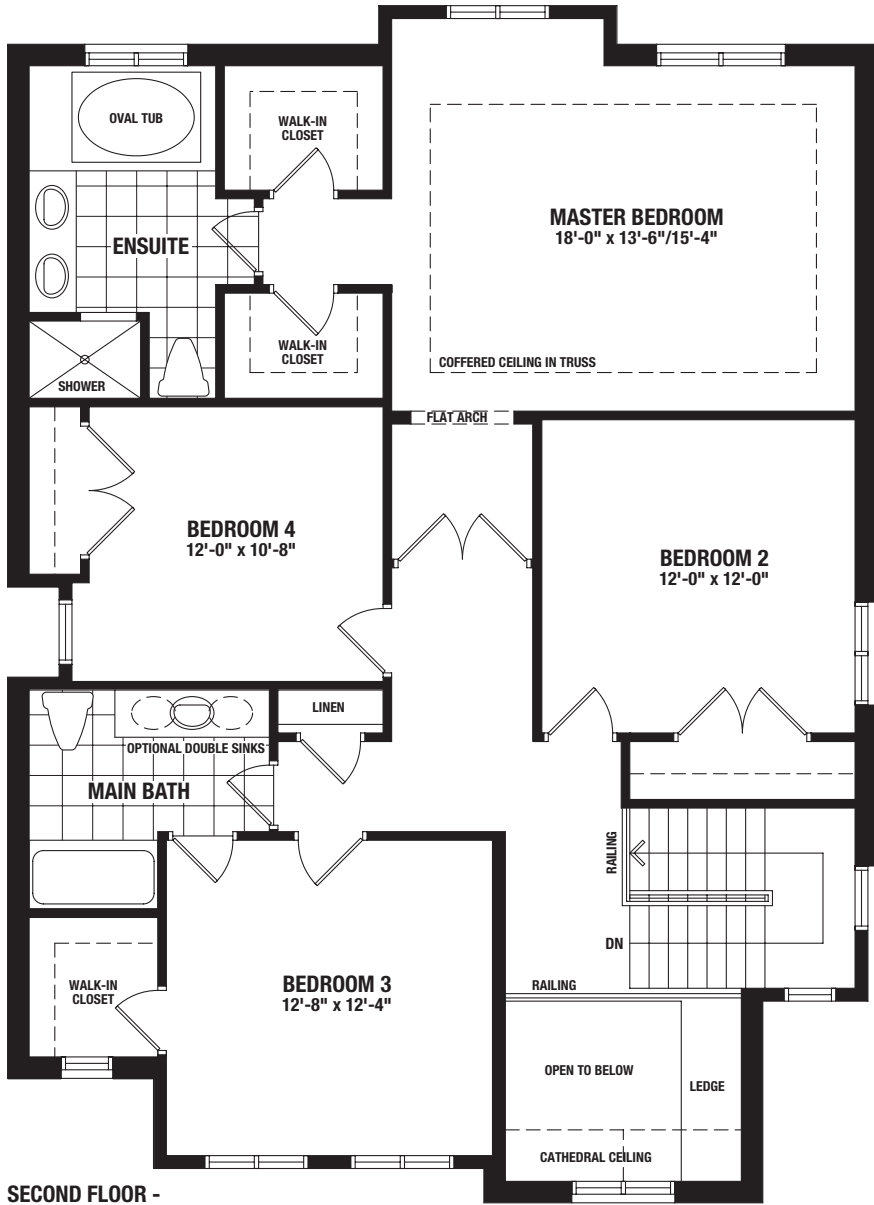 OVAL TUB
WALK-IN
CLOSET
MASTER BEDROOM
18'-0" x 13'-6"/15'-4"
ENSUITE
WALK-IN
CLOSET
COFFERED CEILING IN TRUSS
SHOWER
FLAT ARCH
BEDROOM 4
12'-0" x 10'-8"
BEDROOM 2
12'-0" x 12'-0"
LINEN
OPTIONAL DOUBLE SINKS
MAIN BATH
RAILING
DN
WALK-IN
CLOSET
BEDROOM 3
12'-8" x 12'-4"
RAILING
OPEN TO BELOW
LEDGE
CATHEDRAL CEILING
SECOND FLOOR -